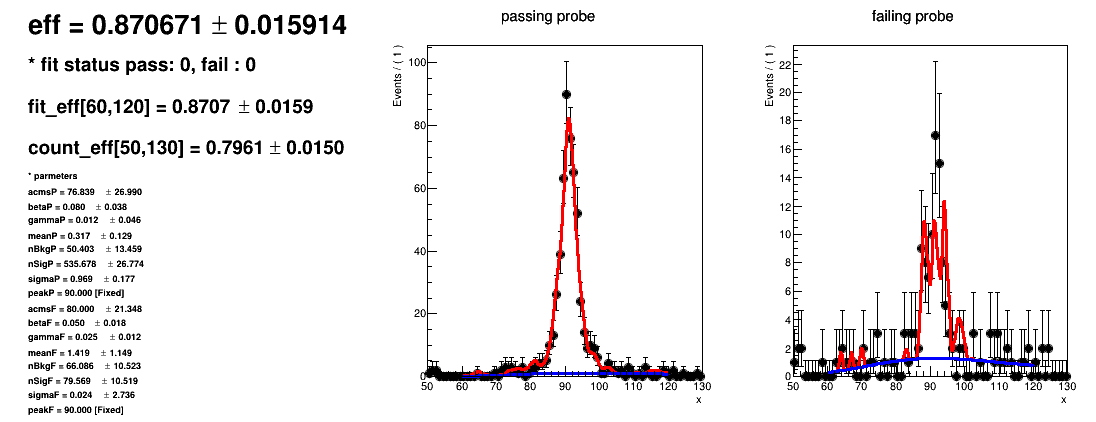 eff = 0.870671 ± 0.015914
* fit status pass: 0, fail : 0
fit_eff[60,120] = 0.8707 ± 0.0159
count_eff[50,130] = 0.7961 ± 0.0150
* parmeters
acmsP = 76.839 ± 26.990
betaP = 0.080 ± 0.038
gammaP = 0.012 ± 0.046
meanP = 0.317 ± 0.129
nBkgP = 50.403 ± 13.459
nSigP = 535.678 ± 26.774
sigmaP = 0.969 ± 0.177
peakP = 90.000 [Fixed]
acmsF = 80.000 ± 21.348
betaF = 0.050 ± 0.018
gammaF = 0.025 ± 0.012
meanF = 1.419 ± 1.149
nBkgF = 66.086 ± 10.523
nSigF = 79.569 ± 10.519
sigmaF = 0.024 ± 2.736
peakF = 90.000 [Fixed]
passing probe
Events / ( 1 )
100
80
60
40
20
0
50 60 70 80 90 100 110 120 130
x
failing probe
Events / ( 1 )
22
20
18
16
14
12
10
8
6
4
2
0
50 60 70 80 90 100 110 120 130
x